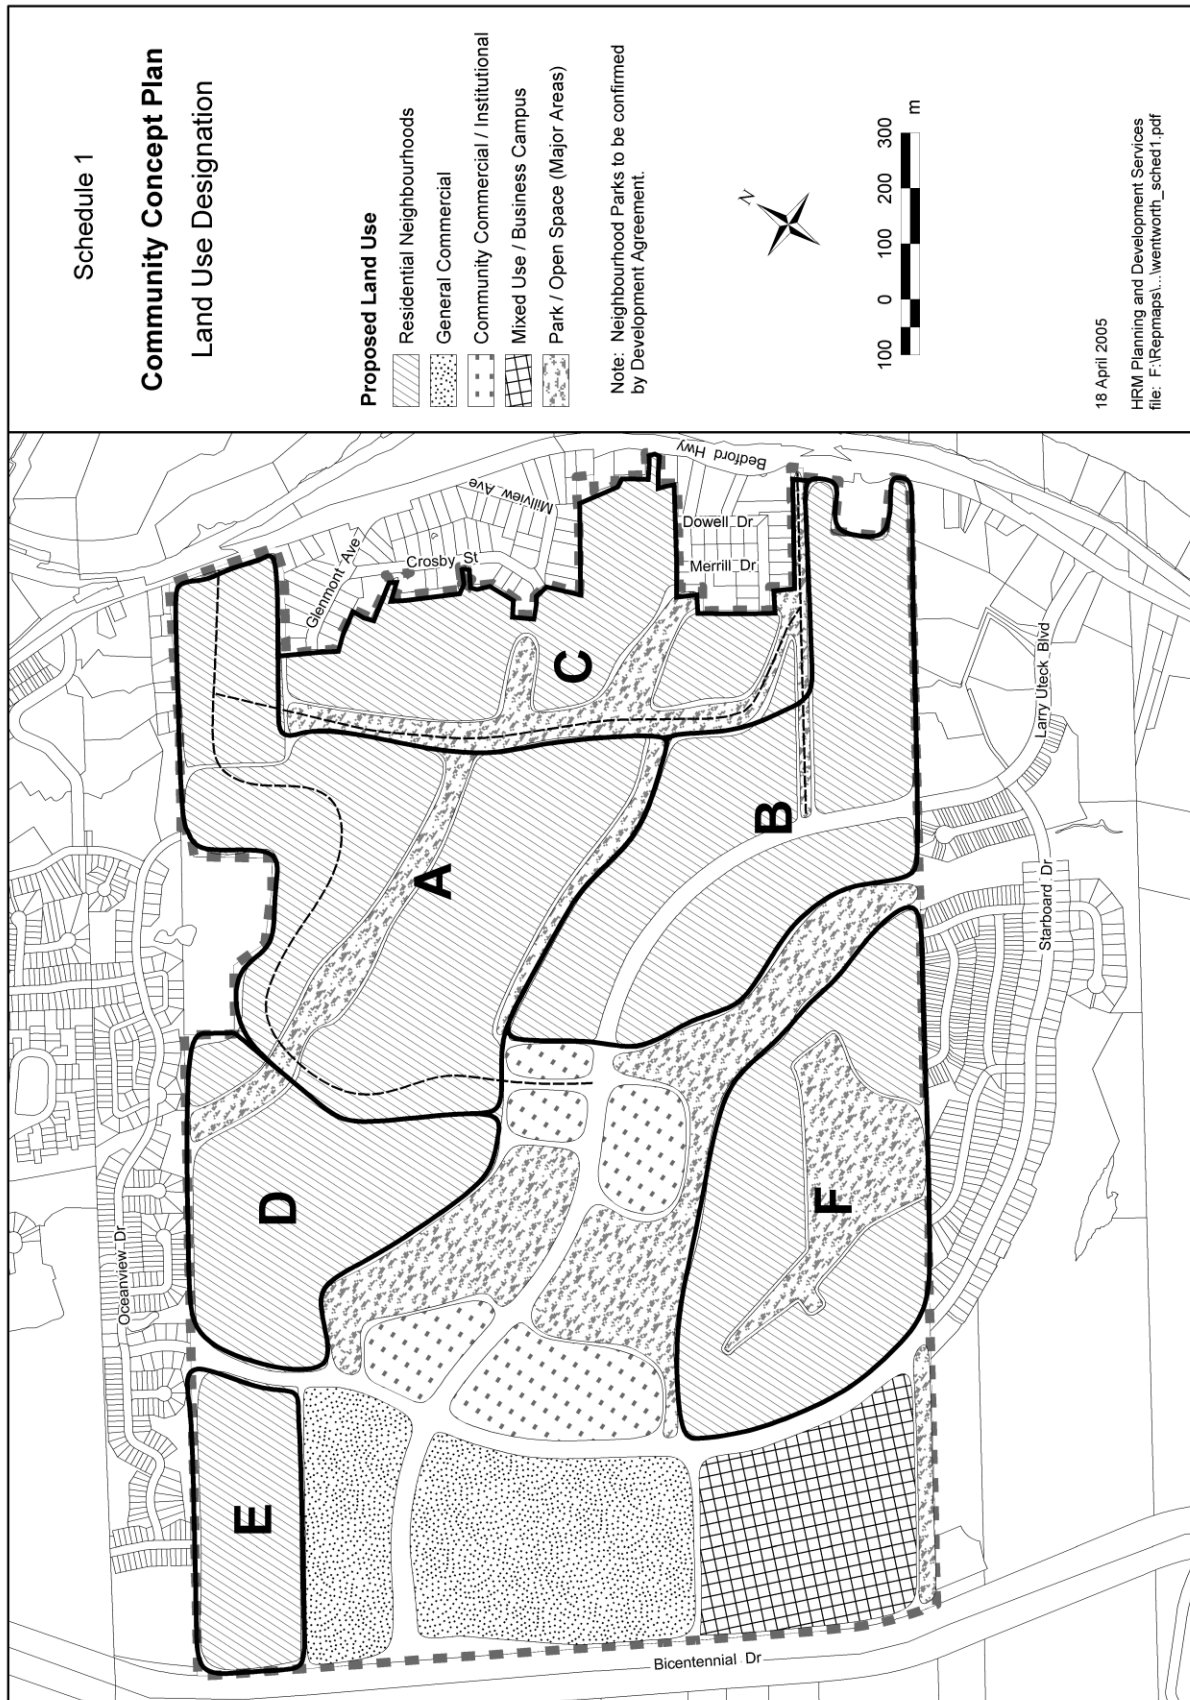 Schedule 1
Community Concept Plan
Land Use Designation
Proposed Land Use
Residential Neighbourhoods
General Commercial
Community Commercial / Institutional
Mixed Use / Business Campus
Park / Open Space (Major Areas)
Note: Neighbourhood Parks to be confirmed
by Development Agreement.
N
100 0 100 200 300 m
18 April 2005
HRM Planning and Development Services
file: F:\Repmaps\...\wentworth_sched1.pdf
Bedford Hwy
Millview Ave
Glenmont Ave
Crosby St
Dowell Dr
Merrill Dr
Larry Uteck Blvd
Starboard Dr
Oceanview Dr
Bicentennial Dr
A
B
C
D
E
F